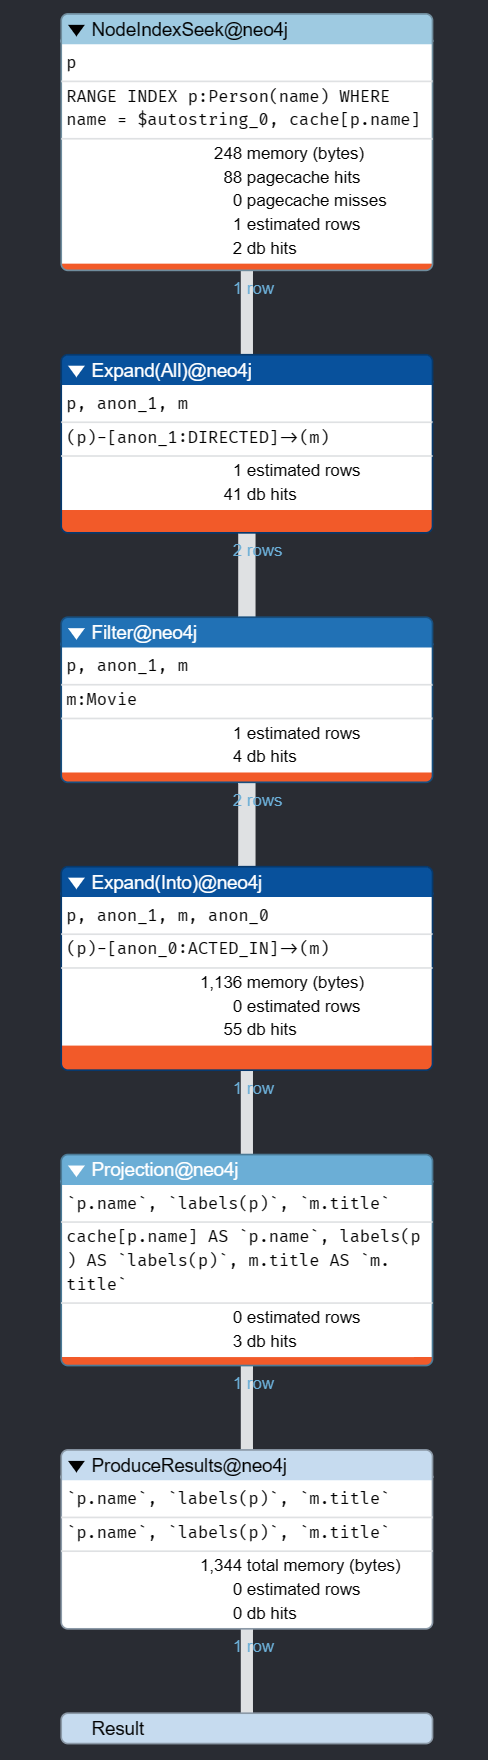 NodeIndexSeek@neo4j
p
RANGE INDEX p:Person(name) WHERE
name = $autostring_0, cache[p.name]
248 memory (bytes)
88 pagecache hits
0 pagecache misses
1 estimated rows
2 db hits
1 row
Expand(All)@neo4j
p, anon_1, m
(p)-[anon_1:DIRECTED]->(m)
1 estimated rows
41 db hits
2 rows
Filter@neo4j
p, anon_1, m
m:Movie
1 estimated rows
4 db hits
2 rows
Expand(Into)@neo4j
p, anon_1, m, anon_0
(p)-[anon_0:ACTED_IN]->(m)
1,136 memory (bytes)
0 estimated rows
55 db hits
1 row
Projection@neo4j
`p.name`, `labels(p)`, `m.title`
cache[p.name] AS `p.name`, labels(p
) AS `labels(p)`, m.title AS `m.
title`
0 estimated rows
3 db hits
1 row
ProduceResults@neo4j
`p.name`, `labels(p)`, `m.title`
`p.name`, `labels(p)`, `m.title`
1,344 total memory (bytes)
0 estimated rows
0 db hits
1 row
Result